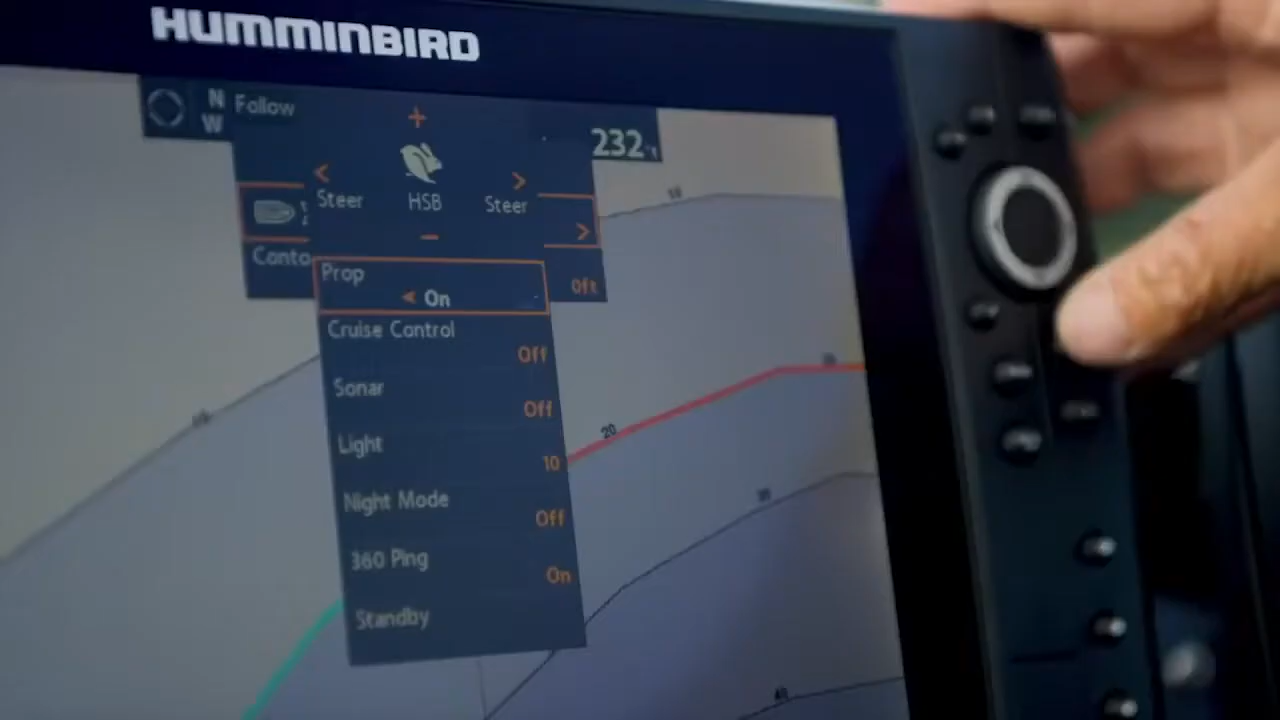 HUMMINBIRD
N
W
Follow
232
Steer
HSB
Steer
Conto
0ft
Prop
On
Cruise Control
Off
Sonar
Off
Light
10
Night Mode
Off
360 Ping
On
Standby
20